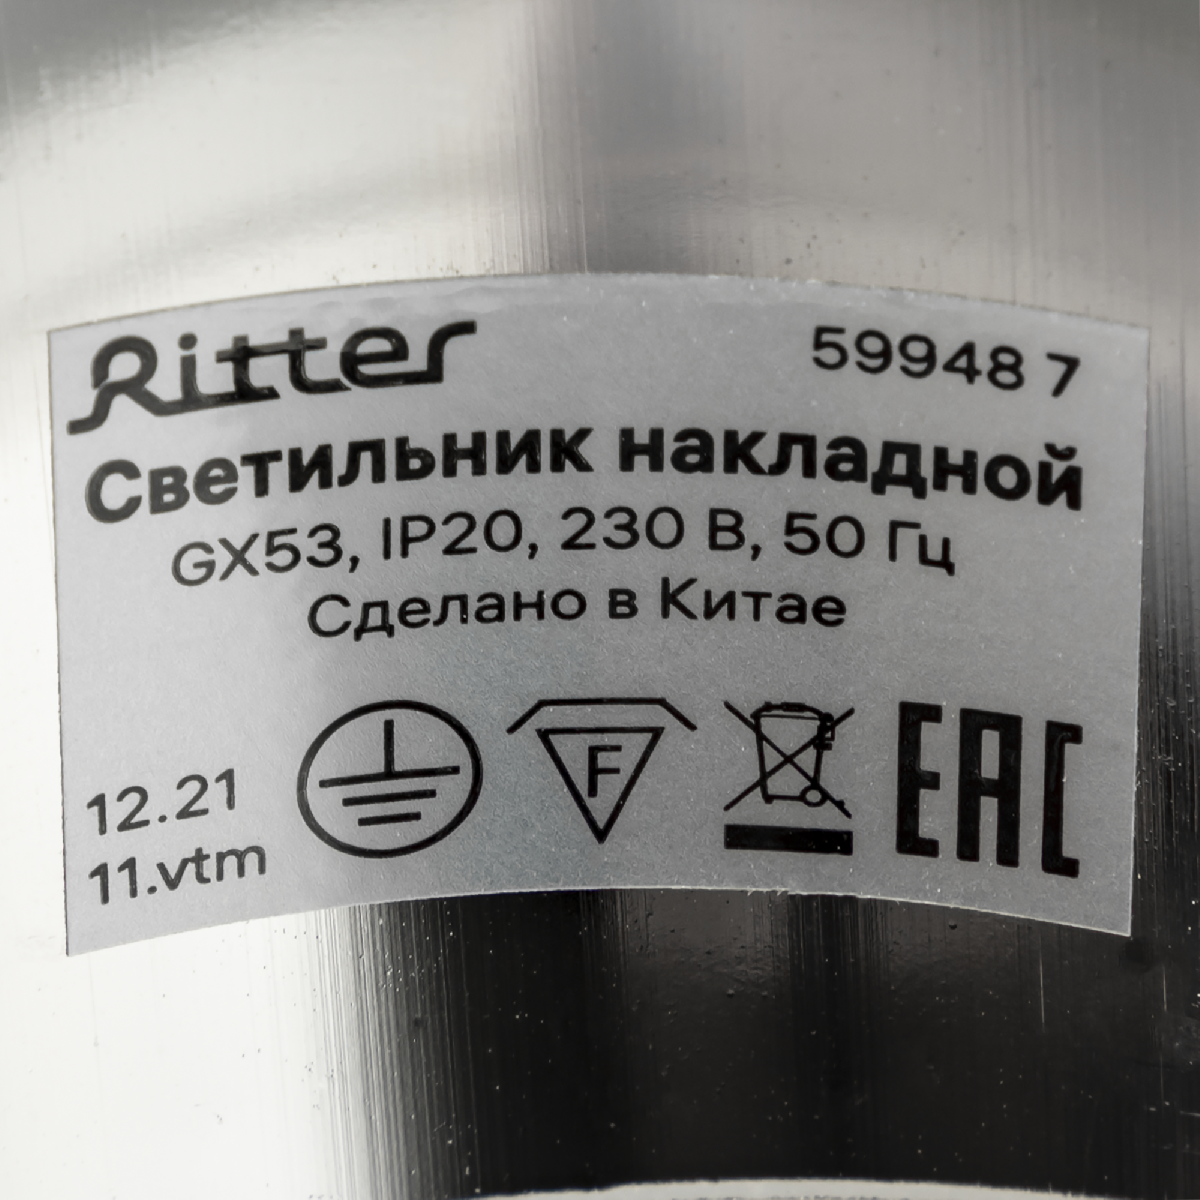 Ritter 59948 7
Светильник накладной
GX53, IP20, 230 В, 50 Гц
Сделано в Китае
12.21
11.vtm
F
EAC